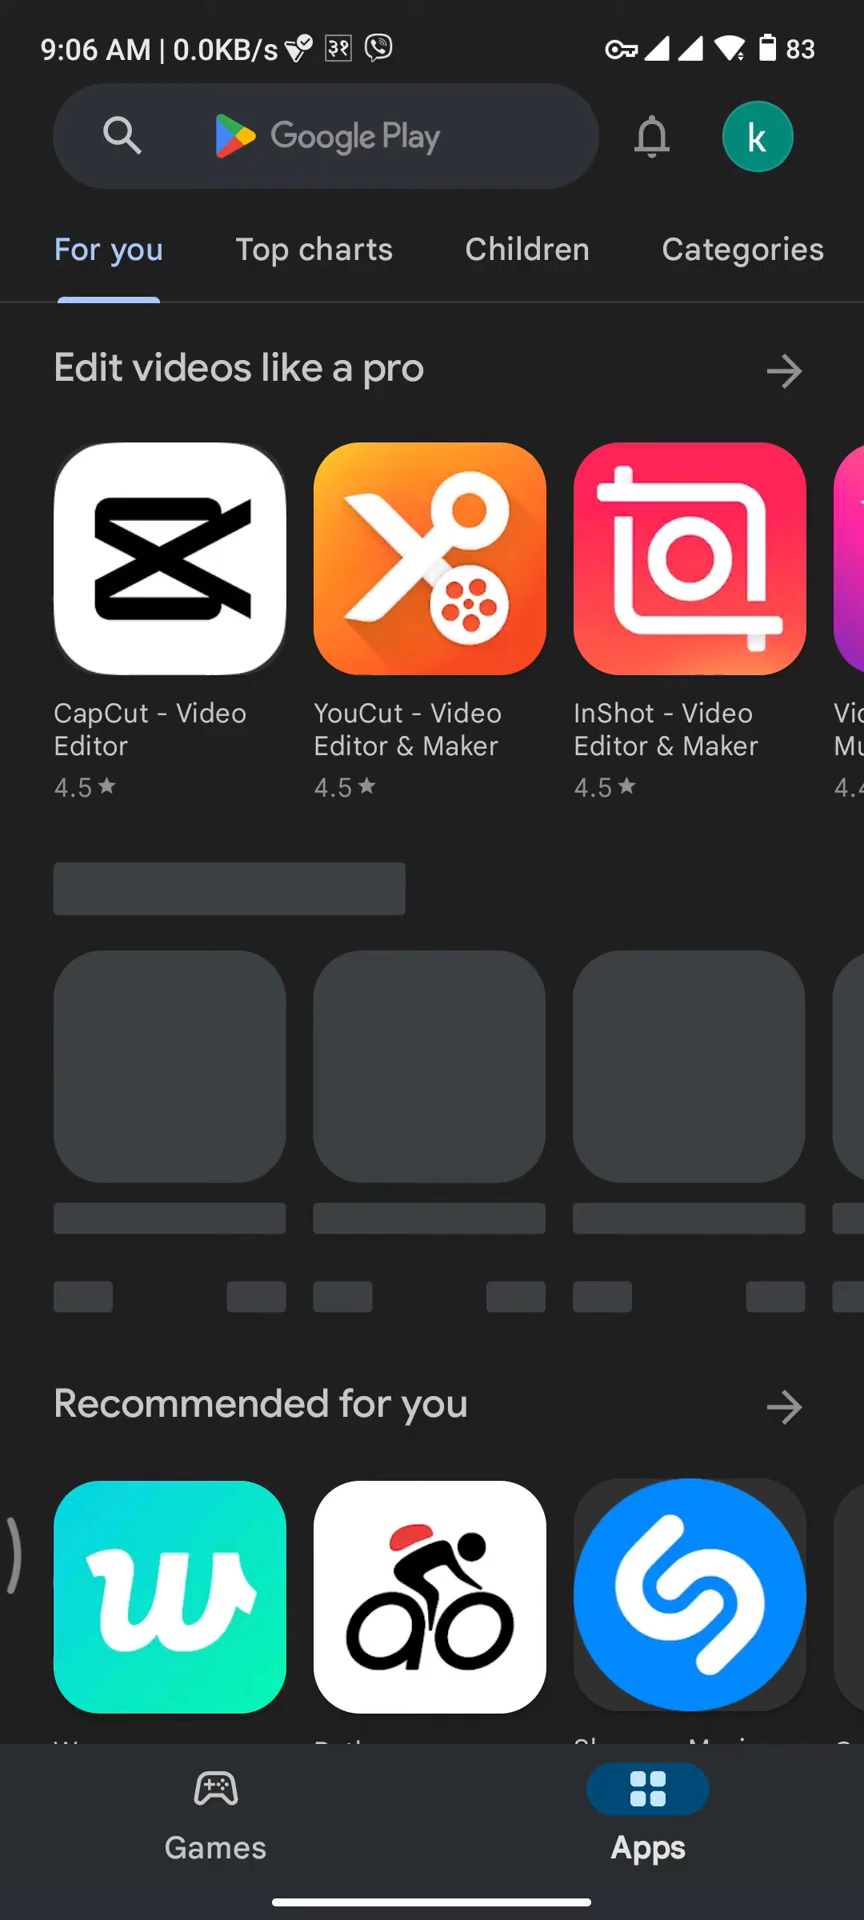 9:06 AM | 0.0KB/s ३१ 83
Google Play k
For you Top charts Children Categories
Edit videos like a pro
CapCut - Video Editor
4.5★
YouCut - Video Editor & Maker
4.5★
InShot - Video Editor & Maker
4.5★
Recommended for you
Games
Apps